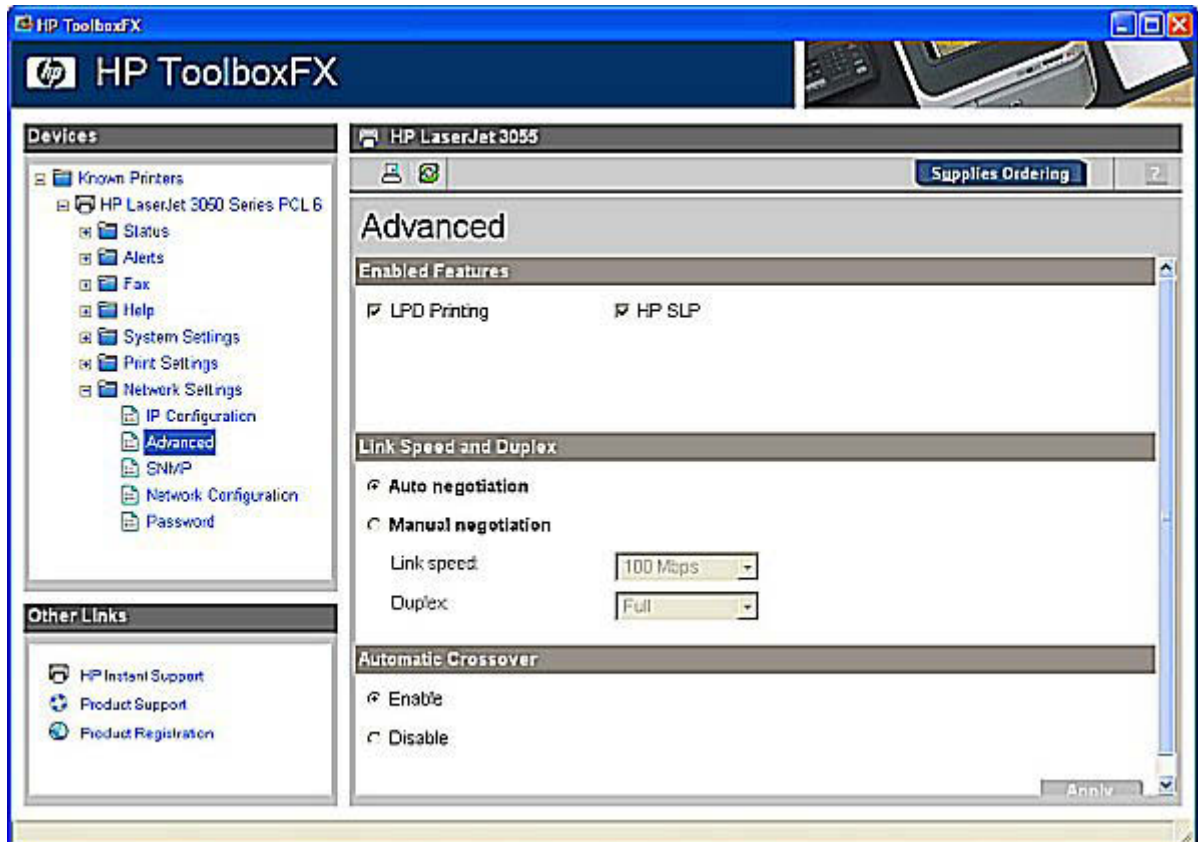 HP ToolboxFX
hp HP ToolboxFX
Devices
Known Printers
HP LaserJet 3050 Series PCL 6
Status
Alerts
Fax
Help
System Settings
Print Settings
Network Settings
IP Configuration
Advanced
SNMP
Network Configuration
Password
Other Links
HP Instant Support
Product Support
Product Registration
HP LaserJet 3055
Supplies Ordering ?
Advanced
Enabled Features
LPD Printing HP SLP
Link Speed and Duplex
Auto negotiation
Manual negotiation
Link speed: 100 Mbps
Duplex: Full
Automatic Crossover
Enable
Disable
Apply